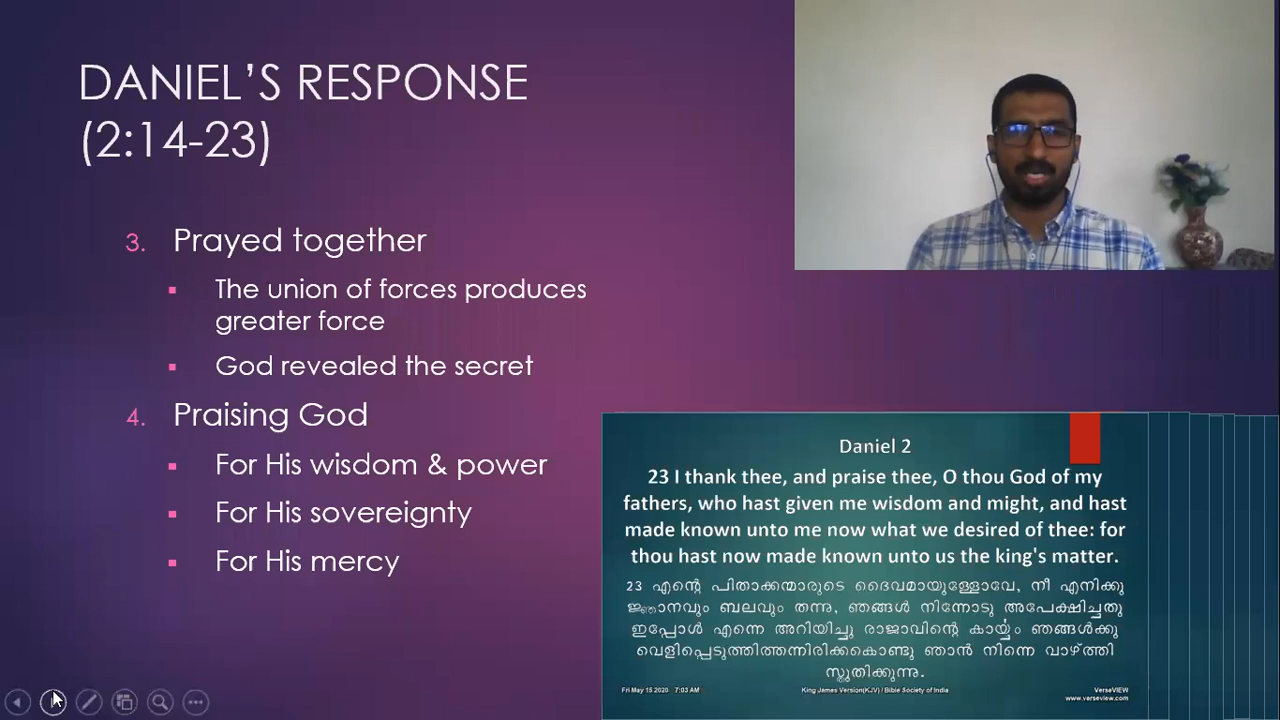 DANIEL’S RESPONSE
(2:14-23)
3. Prayed together
▪ The union of forces produces
greater force
▪ God revealed the secret
4. Praising God
▪ For His wisdom & power
▪ For His sovereignty
▪ For His mercy
Daniel 2
23 I thank thee, and praise thee, O thou God of my
fathers, who hast given me wisdom and might, and hast
made known unto me now what we desired of thee: for
thou hast now made known unto us the king's matter.
23 എന്റെ പിതാക്കന്മാരുടെ ദൈവമായുള്ളോവേ, നീ എനിക്കു
ജ്ഞാനവും ബലവും തന്നു, ഞങ്ങൾ നിന്നോടു അപേക്ഷിച്ചതു
ഇപ്പോൾ എന്നെ അറിയിച്ചു രാജാവിന്റെ കാര്യം ഞങ്ങൾക്കു
വെളിപ്പെടുത്തിത്തന്നിരിക്കകൊണ്ടു ഞാൻ നിന്നെ വാഴ്ത്തി
സ്തുതിക്കുന്നു.
Fri May 15 2020 7:03 AM
King James Version(KJV) / Bible Society of India
VerseVIEW
www.verseview.com